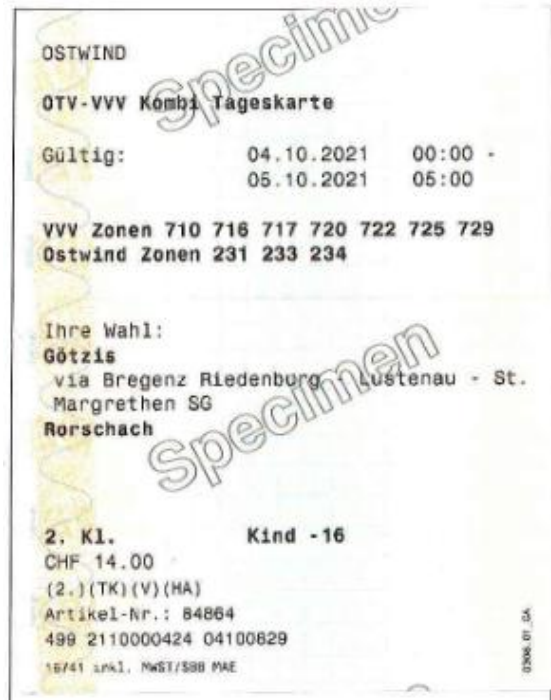 OSTWIND
Specimen
OTV-VVV Kombi Tageskarte
Gültig: 04.10.2021 00:00 -
05.10.2021 05:00
VVV Zonen 710 716 717 720 722 725 729
Ostwind Zonen 231 233 234
Ihre Wahl:
Götzis
via Bregenz Riedenburg - Lustenau - St.
Margrethen SG
Rorschach
Specimen
2. Kl. Kind -16
CHF 14.00
(2.)(TK)(V)(HA)
Artikel-Nr.: 84864
499 2110000424 04100829
16/41 inkl. MWST/SBB MAE